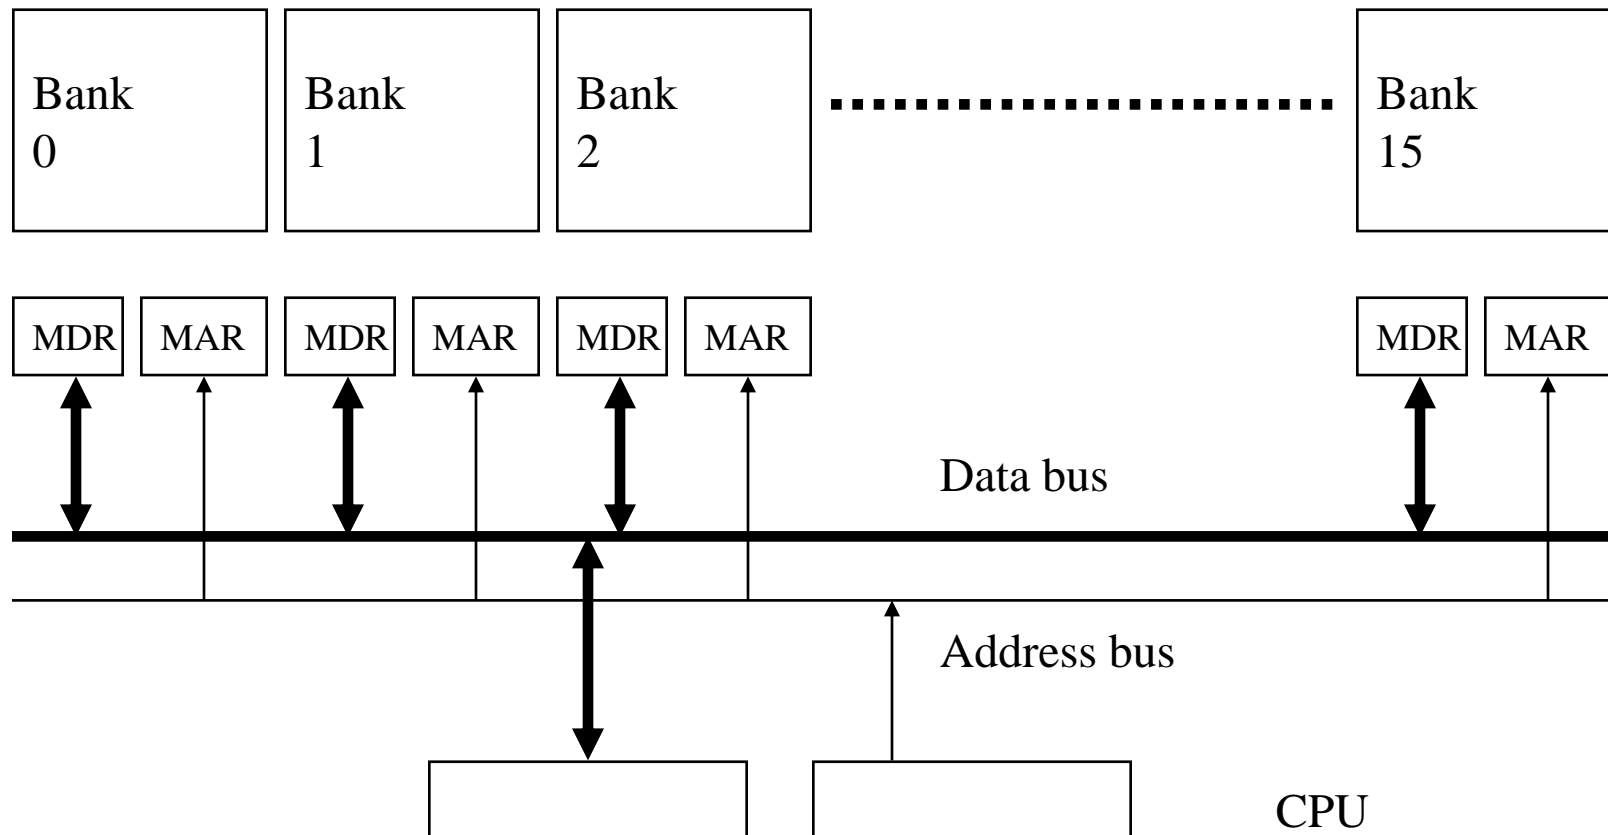 Bank
0
Bank
1
Bank
2
Bank
15
MDR
MAR
MDR
MAR
MDR
MAR
MDR
MAR
Data bus
Address bus
CPU